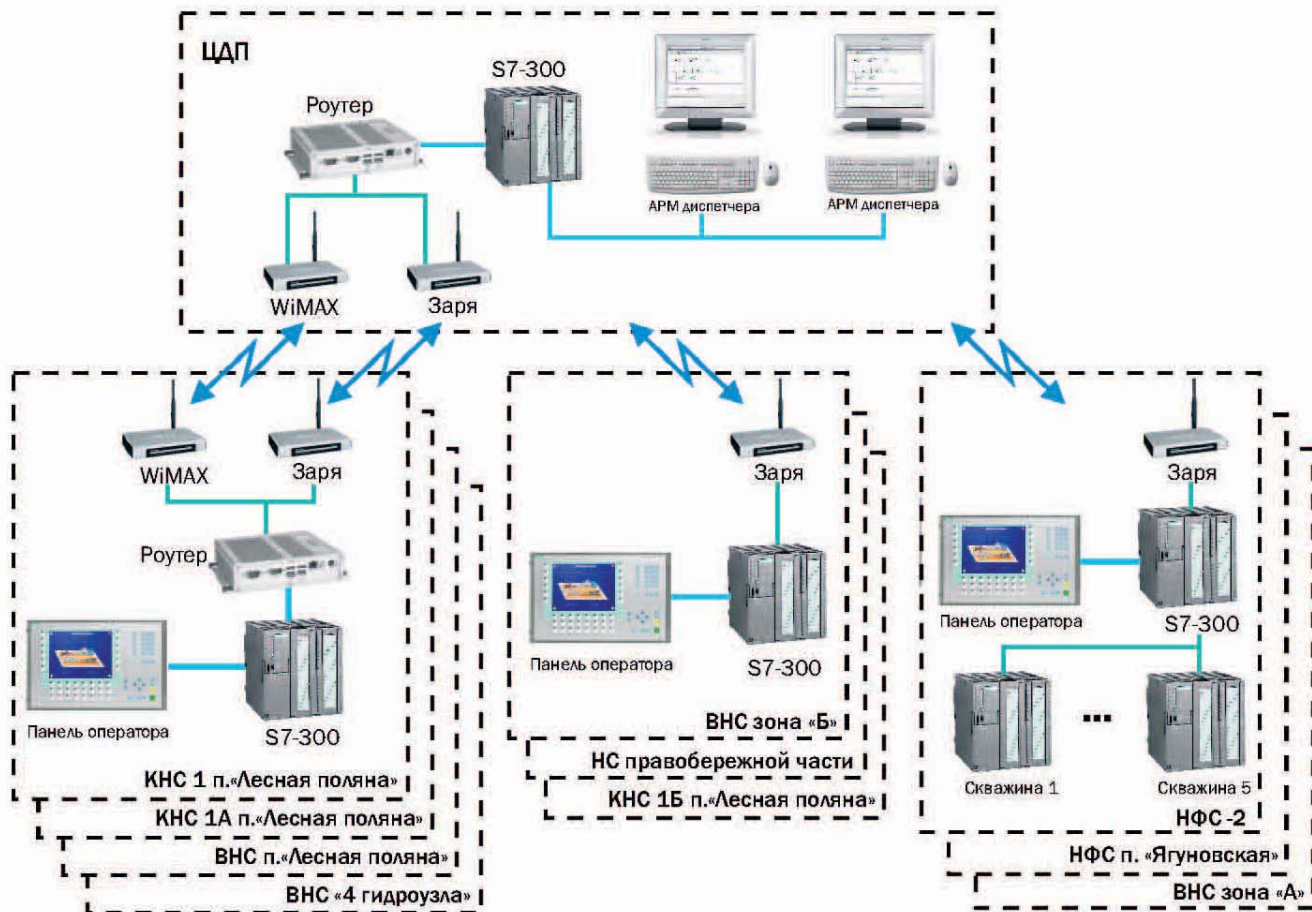 ЦДП
S7-300
Роутер
АРМ диспетчера
АРМ диспетчера
WiMAX
Заря
WiMAX
Заря
Роутер
Панель оператора
S7-300
КНС 1 п.«Лесная поляна»
КНС 1А п.«Лесная поляна»
ВНС п.«Лесная поляна»
ВНС «4 гидроузла»
Заря
Панель оператора
S7-300
ВНС зона «Б»
НС правобережной части
КНС 1Б п.«Лесная поляна»
Заря
Панель оператора
S7-300
...
Скважина 1
Скважина 5
НФС -2
НФС п. «Ягуновская»
ВНС зона «А»